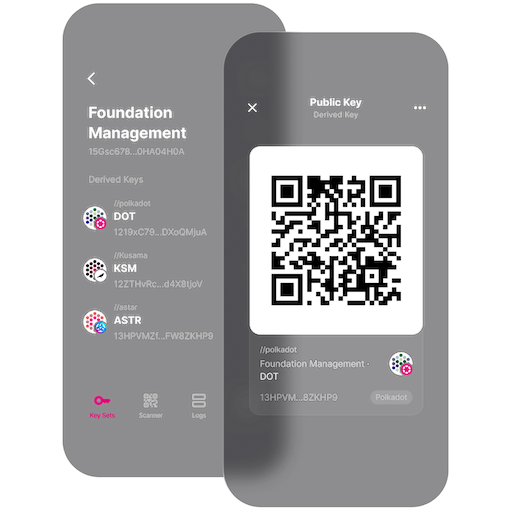 Foundation
Management
15Gsc678...0HA04H0A
Derived Keys
//polkadot
DOT
1219xC79...DXoQMjuA
//Kusama
KSM
12ZTHvRc...d4X8tjoV
//astar
ASTR
13HPVMZf...FW8ZKHP9
Key Sets
Scanner
Logs
Public Key
Derived Key
//polkadot
Foundation Management ·
DOT
13HPVM...8ZKHP9
Polkadot